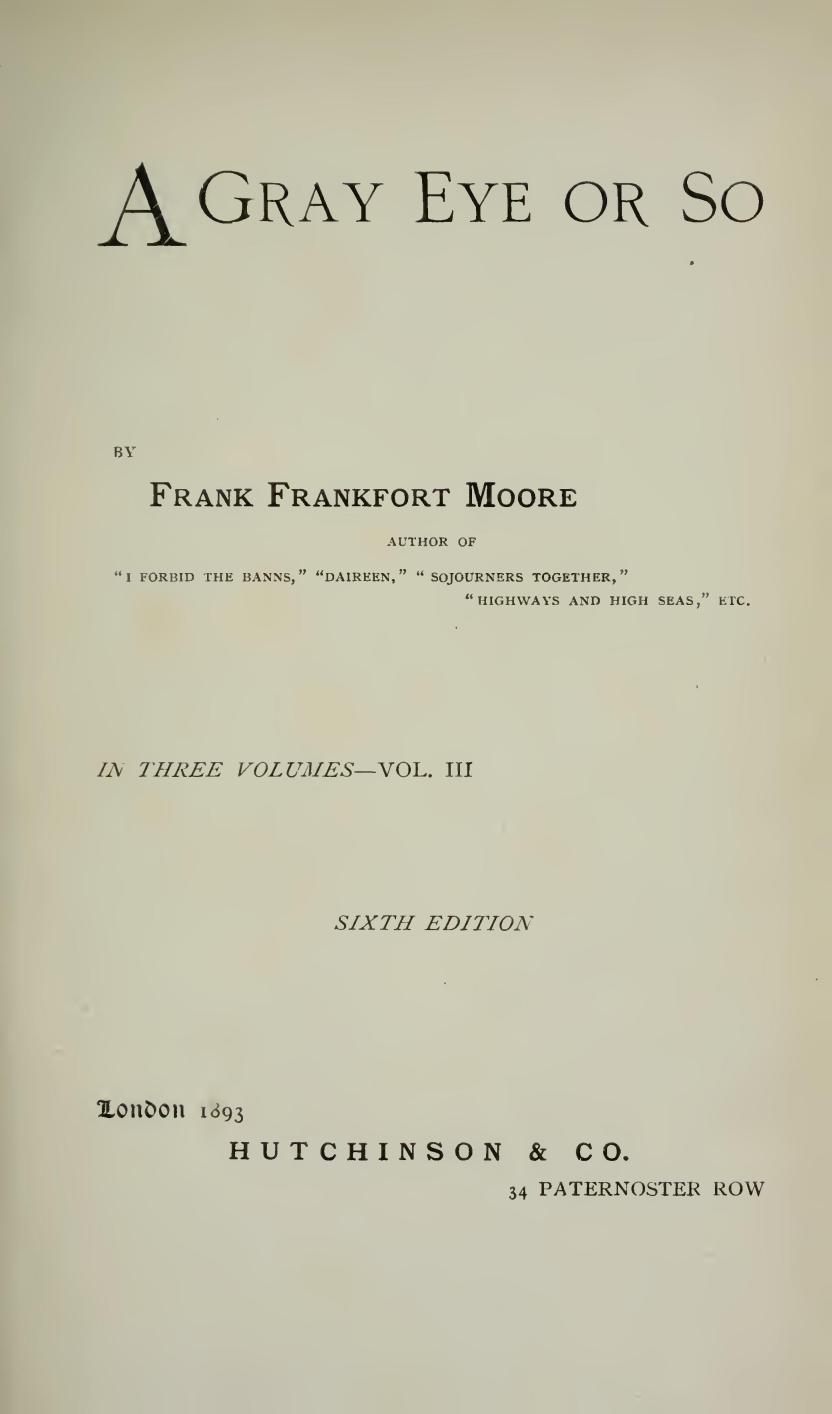 A GRAY EYE OR SO
BY
FRANK FRANKFORT MOORE
AUTHOR OF
“I FORBID THE BANNS,” “DAIREEN,” “ SOJOURNERS TOGETHER,”
“HIGHWAYS AND HIGH SEAS,” ETC.
IN THREE VOLUMES—VOL. III
SIXTH EDITION
London 1893
HUTCHINSON & CO.
34 PATERNOSTER ROW